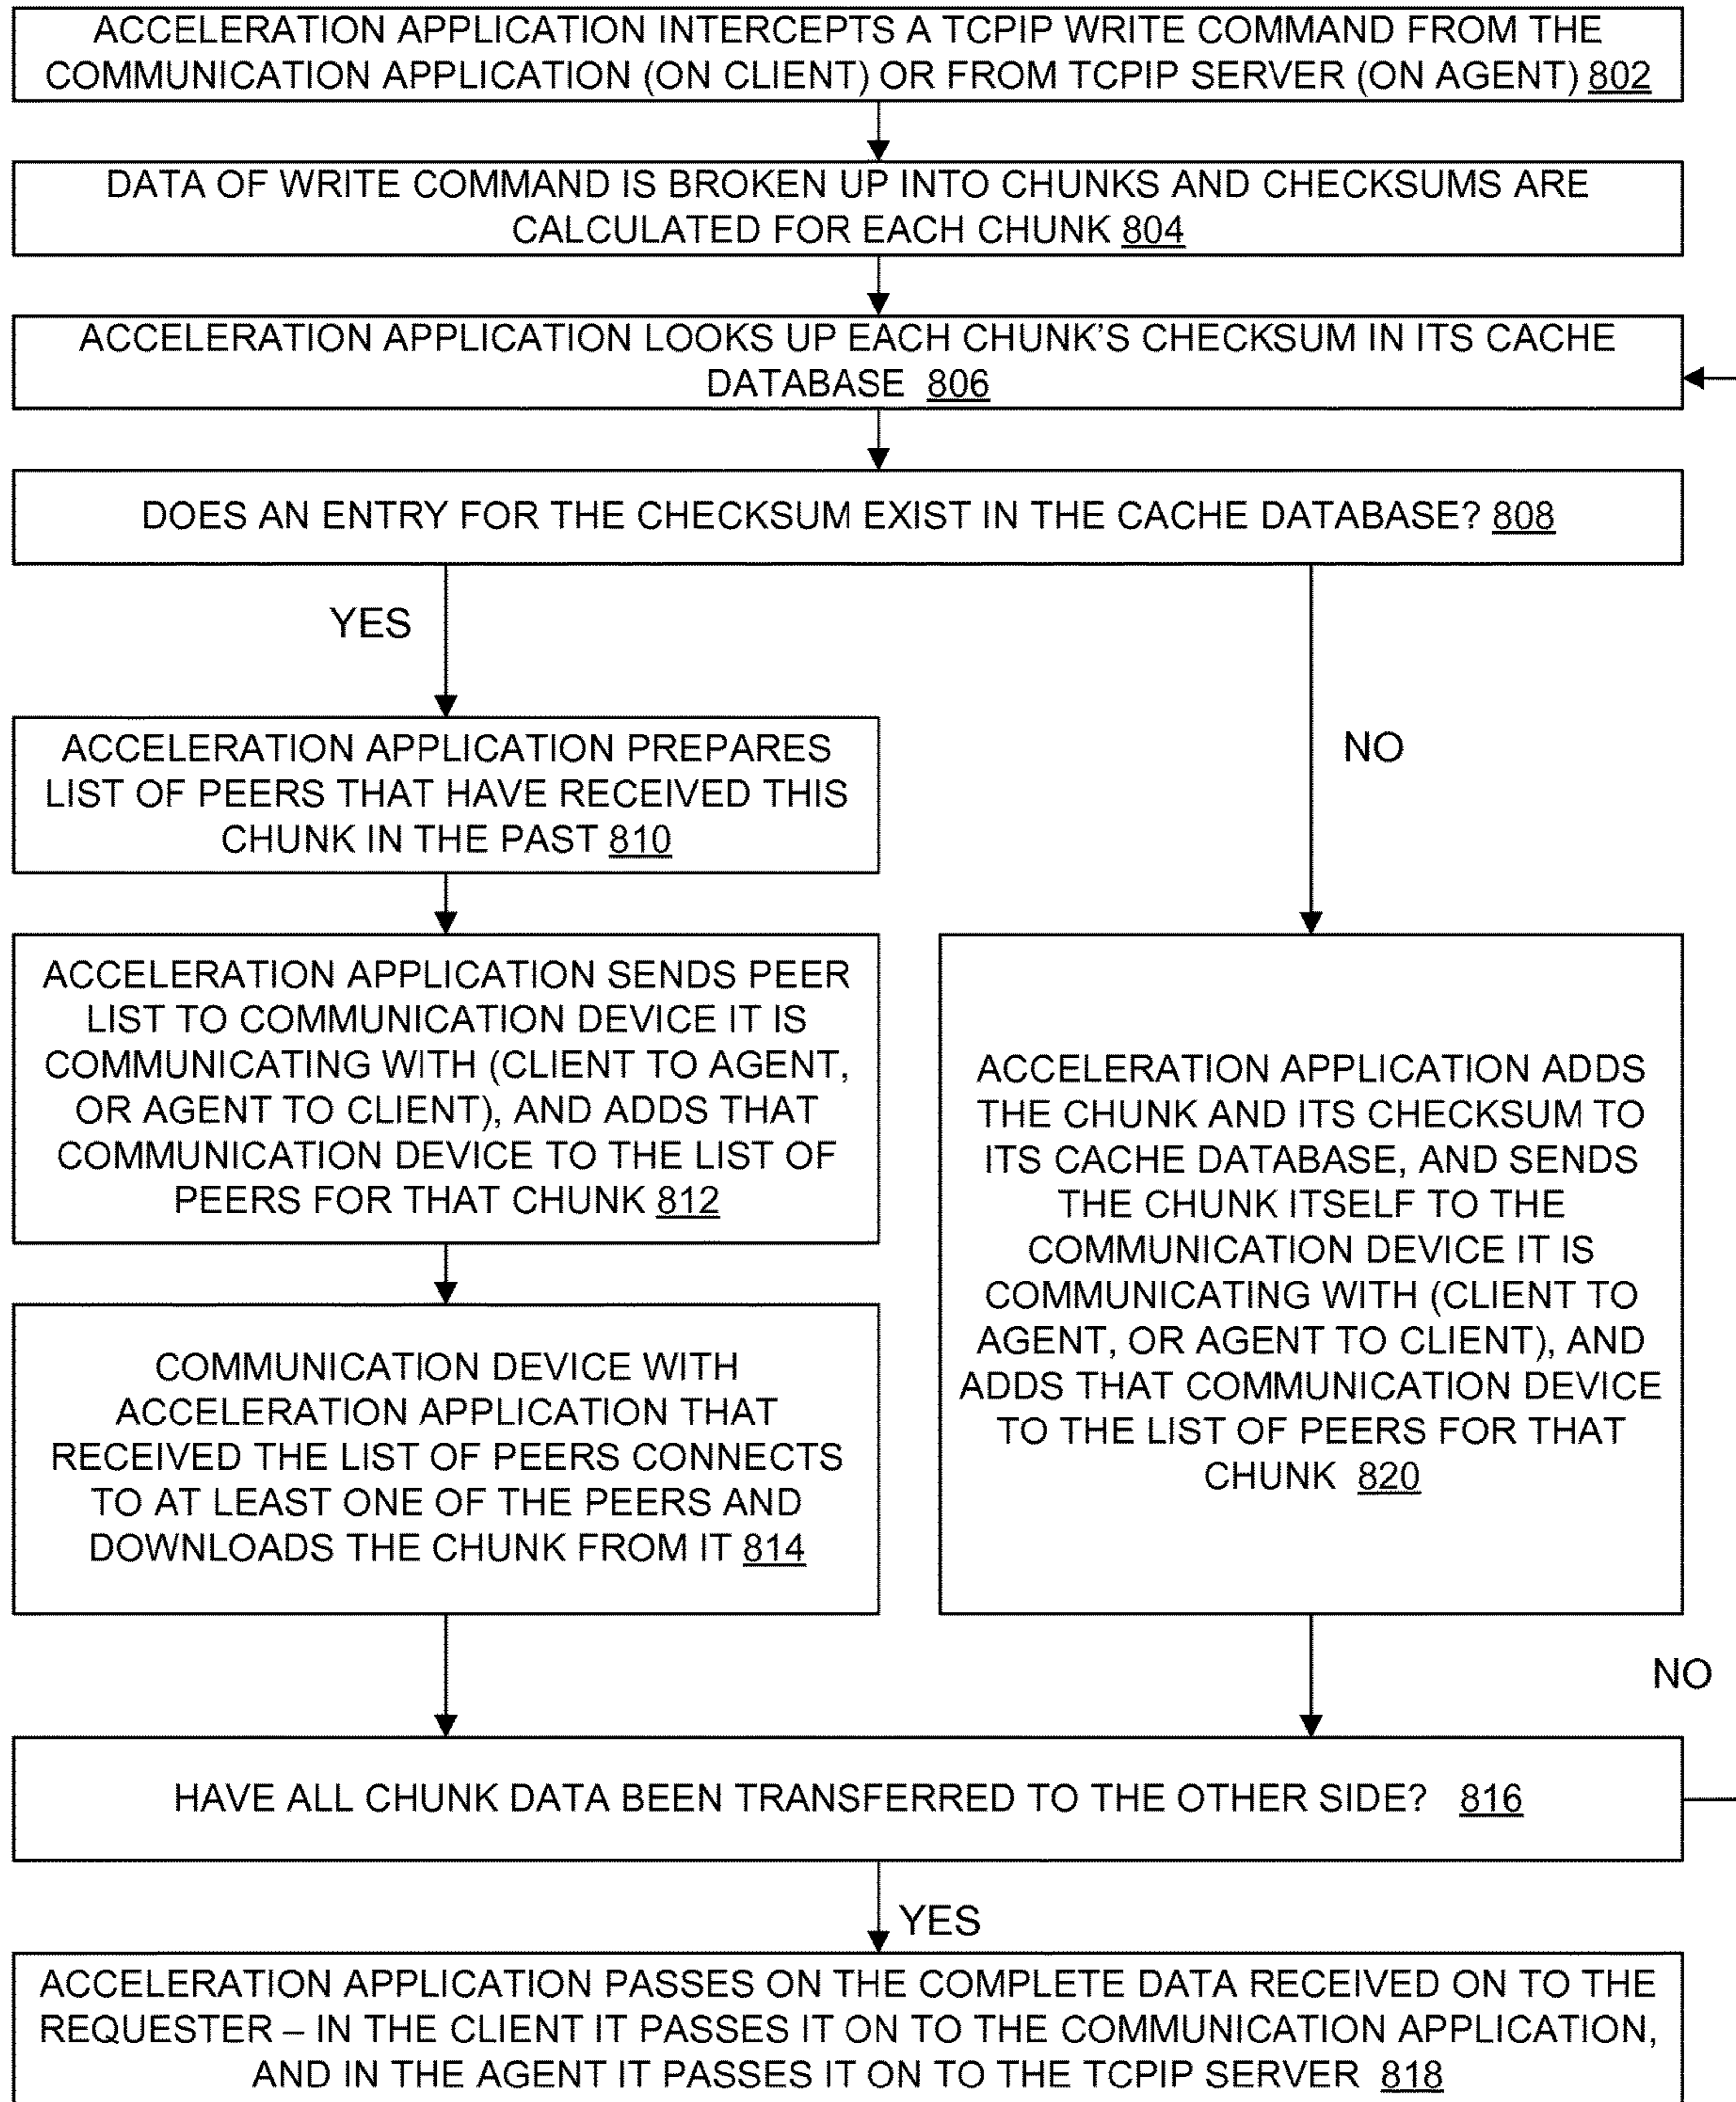 ACCELERATION APPLICATION INTERCEPTS A TCPIP WRITE COMMAND FROM THE
COMMUNICATION APPLICATION (ON CLIENT) OR FROM TCPIP SERVER (ON AGENT) 802
DATA OF WRITE COMMAND IS BROKEN UP INTO CHUNKS AND CHECKSUMS ARE
CALCULATED FOR EACH CHUNK 804
ACCELERATION APPLICATION LOOKS UP EACH CHUNK'S CHECKSUM IN ITS CACHE
DATABASE 806
DOES AN ENTRY FOR THE CHECKSUM EXIST IN THE CACHE DATABASE? 808
YES
NO
ACCELERATION APPLICATION PREPARES
LIST OF PEERS THAT HAVE RECEIVED THIS
CHUNK IN THE PAST 810
ACCELERATION APPLICATION SENDS PEER
LIST TO COMMUNICATION DEVICE IT IS
COMMUNICATING WITH (CLIENT TO AGENT,
OR AGENT TO CLIENT), AND ADDS THAT
COMMUNICATION DEVICE TO THE LIST OF
PEERS FOR THAT CHUNK 812
COMMUNICATION DEVICE WITH
ACCELERATION APPLICATION THAT
RECEIVED THE LIST OF PEERS CONNECTS
TO AT LEAST ONE OF THE PEERS AND
DOWNLOADS THE CHUNK FROM IT 814
ACCELERATION APPLICATION ADDS
THE CHUNK AND ITS CHECKSUM TO
ITS CACHE DATABASE, AND SENDS
THE CHUNK ITSELF TO THE
COMMUNICATION DEVICE IT IS
COMMUNICATING WITH (CLIENT TO
AGENT, OR AGENT TO CLIENT), AND
ADDS THAT COMMUNICATION DEVICE
TO THE LIST OF PEERS FOR THAT
CHUNK 820
NO
HAVE ALL CHUNK DATA BEEN TRANSFERRED TO THE OTHER SIDE? 816
YES
ACCELERATION APPLICATION PASSES ON THE COMPLETE DATA RECEIVED ON TO THE
REQUESTER – IN THE CLIENT IT PASSES IT ON TO THE COMMUNICATION APPLICATION,
AND IN THE AGENT IT PASSES IT ON TO THE TCPIP SERVER 818